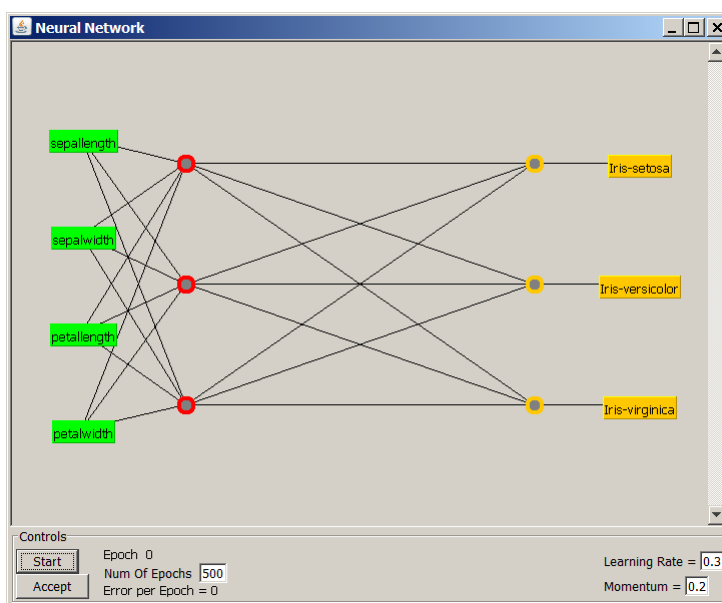 Neural Network
sepallength
Iris-setosa
sepalwidth
Iris-versicolor
petallength
Iris-virginica
petalwidth
Controls
Start
Epoch 0
Num Of Epochs 500
Learning Rate = 0.3
Accept
Error per Epoch = 0
Momentum = 0.2